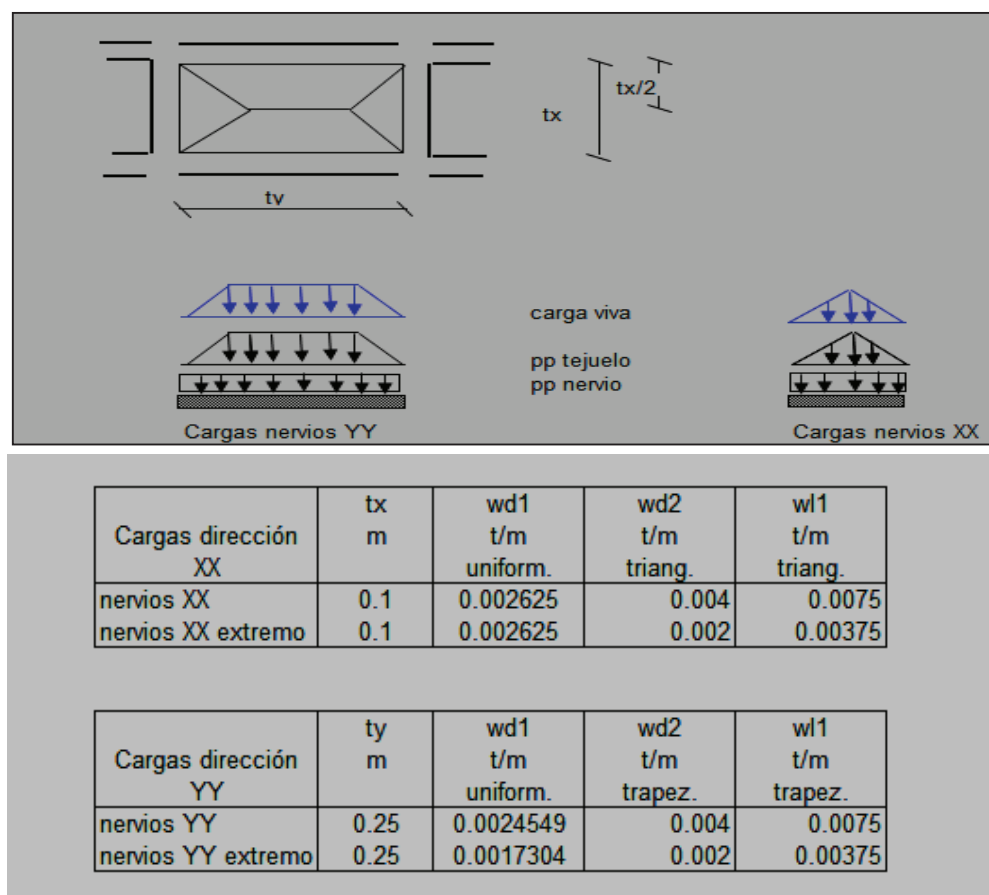 tx/2
tx
ty
carga viva
pp tejuelo
pp nervio
Cargas nervios YY
Cargas nervios XX
Cargas dirección XX
tx m
wd1 t/m uniform.
wd2 t/m triang.
wl1 t/m triang.
nervios XX 0.1 0.002625 0.004 0.0075
nervios XX extremo 0.1 0.002625 0.002 0.00375
Cargas dirección YY
ty m
wd1 t/m uniform.
wd2 t/m trapez.
wl1 t/m trapez.
nervios YY 0.25 0.0024549 0.004 0.0075
nervios YY extremo 0.25 0.0017304 0.002 0.00375